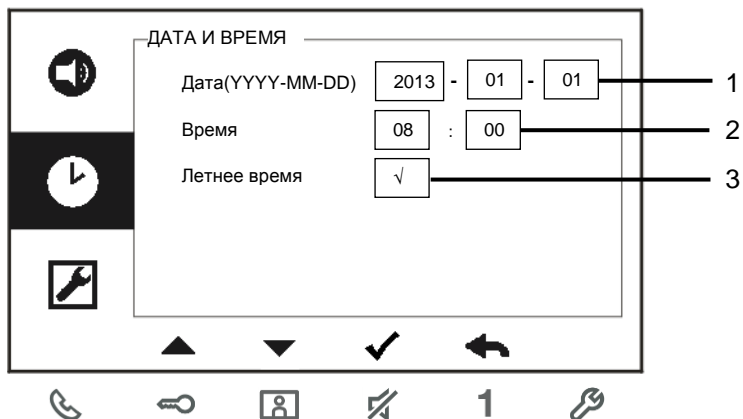 ДАТА И ВРЕМЯ
Дата(YYYY-MM-DD) 2013 - 01 - 01 1
Время 08 : 00 2
Летнее время √ 3
1